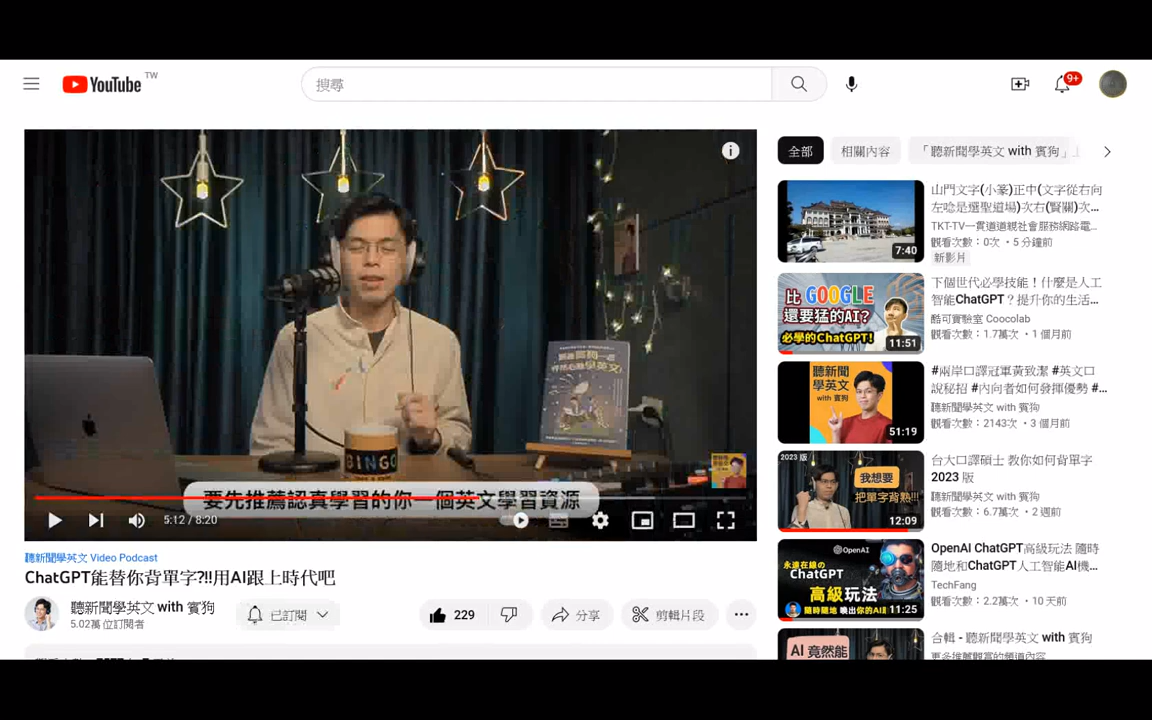 YouTube TW
搜尋
9+
要先推薦認真學習的你一個英文學習資源
BINGO
5:12 / 8:20
聽新聞學英文 Video Podcast
ChatGPT能替你背單字?!!用AI跟上時代吧
聽新聞學英文 with 賓狗
5.02萬 位訂閱者
已訂閱
229
分享
剪輯片段
全部
相關內容
「聽新聞學英文 with 賓狗」
7:40
山門文字(小篆)正中(文字從右向
左唸是選聖道場)次右(賢關)次...
TKT-TV一貫道道親社會服務網路電...
觀看次數：0次 ・5 分鐘前
新影片
比 GOOGLE
還要猛的AI?
必學的ChatGPT!
11:51
下個世代必學技能！什麼是人工
智能ChatGPT？提升你的生活...
酷可實驗室 Coocolab
觀看次數：1.7萬次 ・1 個月前
聽新聞
學英文
with 賓狗
51:19
#兩岸口譯冠軍黃致潔 #英文口
說秘招 #內向者如何發揮優勢 #...
聽新聞學英文 with 賓狗
觀看次數：2143次 ・3 個月前
2023 版
我想要
把單字背熟!!!
12:09
台大口譯碩士 教你如何背單字
2023 版
聽新聞學英文 with 賓狗
觀看次數：6.7萬次 ・2 週前
OpenAI
永遠在線の
ChatGPT
高級玩法
11:25
OpenAI ChatGPT高級玩法 隨時
隨地和ChatGPT人工智能AI機...
TechFang
觀看次數：2.2萬次 ・10 天前
AI 竟然能
合輯 - 聽新聞學英文 with 賓狗